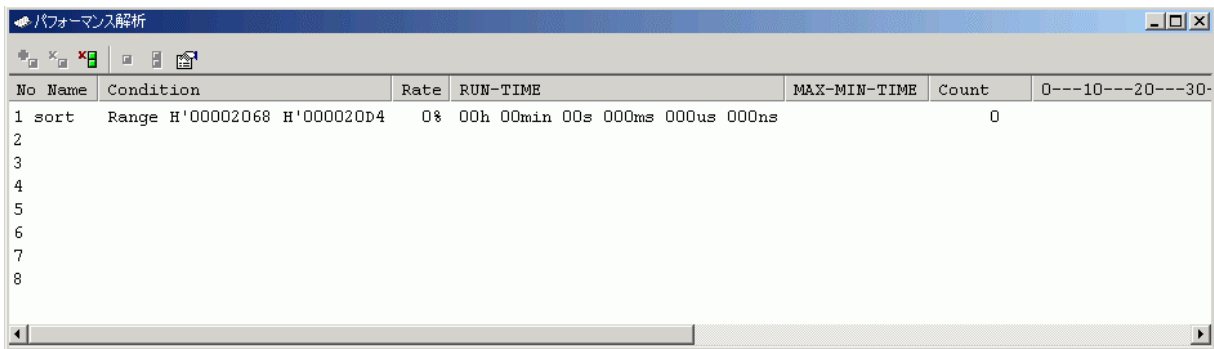 パフォーマンス解析
No Name Condition Rate RUN-TIME MAX-MIN-TIME Count 0---10---20---30-
1 sort Range H'00002068 H'000020D4 0% 00h 00min 00s 000ms 000us 000ns 0
2
3
4
5
6
7
8